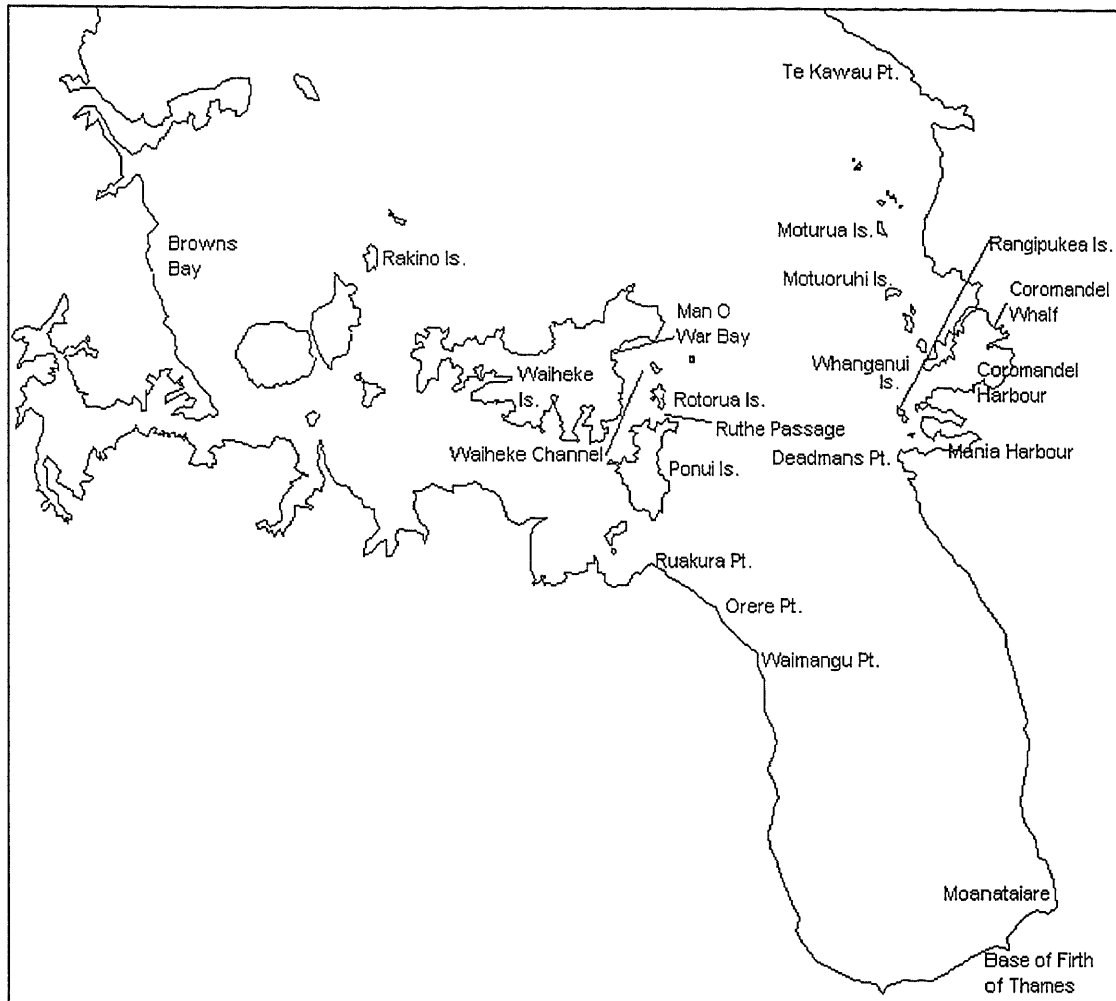 Te Kawau Pt.
Moturua Is.
Rangipukea Is.
Browns
Bay
Rakino Is.
Motuoruhi Is.
Coromandel
Whalf
Man O
War Bay
Whanganui
Is.
Waiheke
Is.
Coromandel
Harbour
Rotorua Is.
Ruthe Passage
Waiheke Channel
Ponui Is.
Deadmans Pt.
Mania Harbour
Ruakura Pt.
Orere Pt.
Waimangu Pt.
Moanataiare
Base of Firth
of Thames